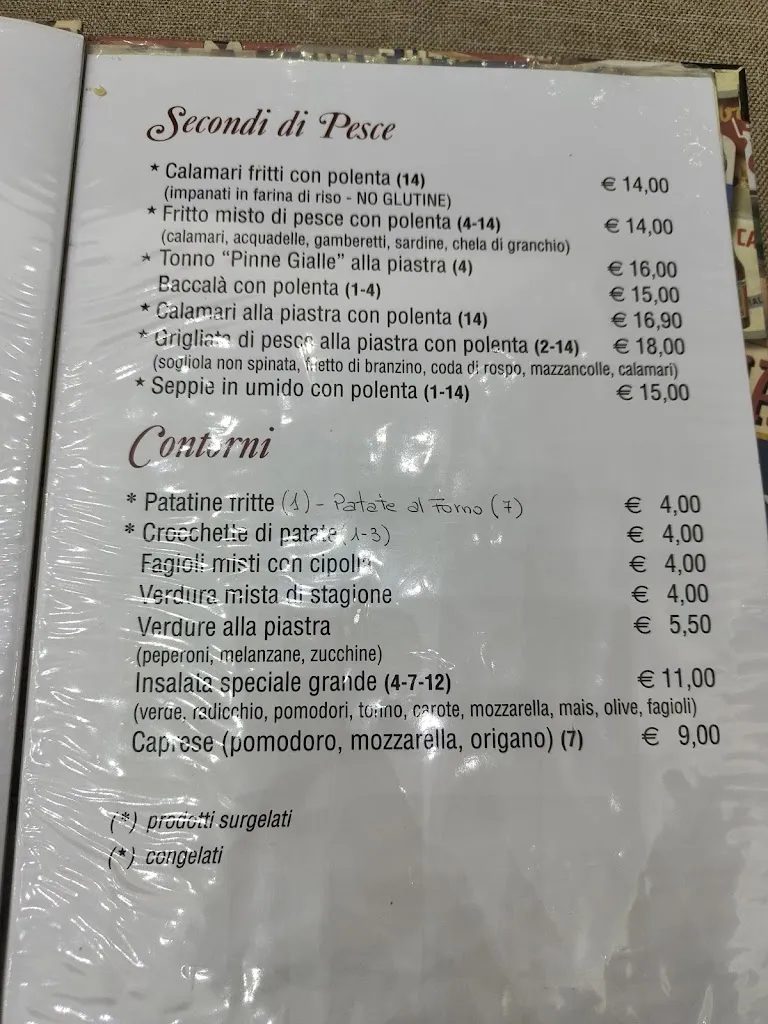 Secondi di Pesce
* Calamari fritti con polenta (14) € 14,00
(impanati in farina di riso - NO GLUTINE)
* Fritto misto di pesce con polenta (4-14) € 14,00
(calamari, acquadelle, gamberetti, sardine, chela di granchio)
* Tonno “Pinne Gialle” alla piastra (4) € 16,00
Baccalà con polenta (1-4) € 15,00
* Calamari alla piastra con polenta (14) € 16,90
* Grigliata di pesce alla piastra con polenta (2-14) € 18,00
(sogliola non spinata, filetto di branzino, coda di rospo, mazzancolle, calamari)
* Seppie in umido con polenta (1-14) € 15,00
Contorni
* Patatine fritte (1) - Patate al Forno (7) € 4,00
* Crocchette di patate (1-3) € 4,00
Fagioli misti con cipolla € 4,00
Verdura mista di stagione € 4,00
Verdure alla piastra € 5,50
(peperoni, melanzane, zucchine)
Insalata speciale grande (4-7-12) € 11,00
(verde, radicchio, pomodori, tonno, carote, mozzarella, mais, olive, fagioli)
Caprese (pomodoro, mozzarella, origano) (7) € 9,00
(*) prodotti surgelati
(*) congelati